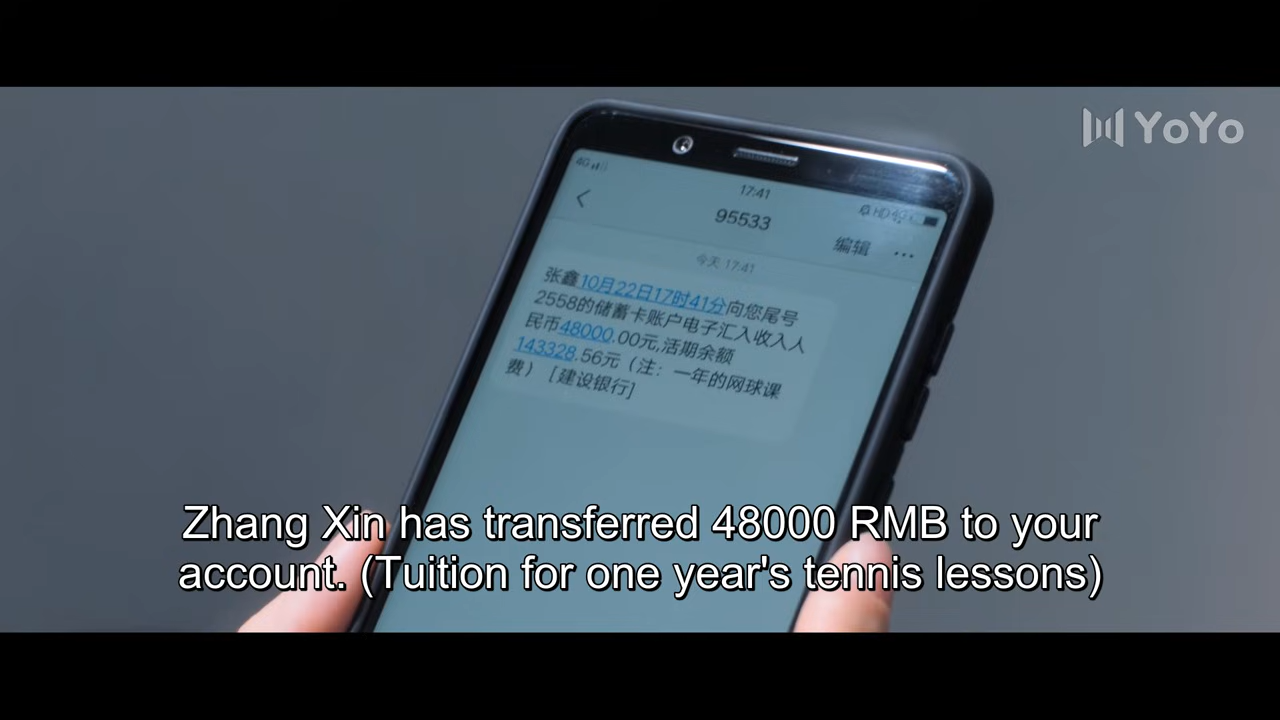 YoYo
4G
17:41
HD 4G
95533
编辑
今天 17:41
张鑫10月22日17时41分向您尾号
2558的储蓄卡账户电子汇入收入人
民币48000.00元,活期余额
143328.56元（注：一年的网球课
费）[建设银行]
Zhang Xin has transferred 48000 RMB to your
account. (Tuition for one year's tennis lessons)